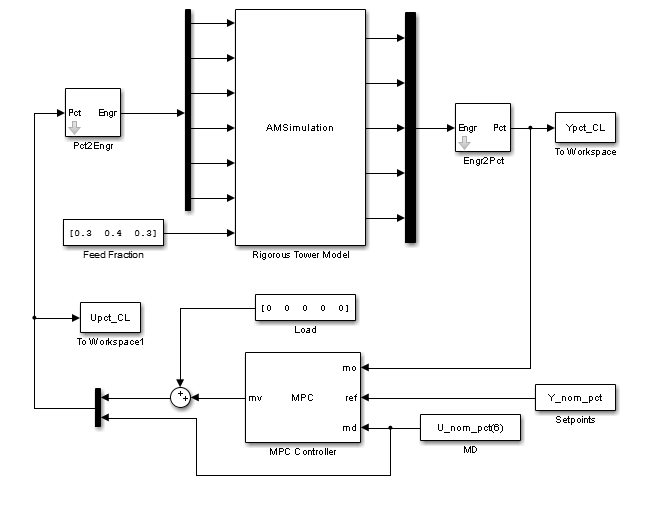 AMSimulation
Pct Engr
Pct2Engr
Engr Pct
Engr2Pct
Ypct_CL
To Workspace
[0.3 0.4 0.3]
Feed Fraction
Rigorous Tower Model
Upct_CL
To Workspace1
[0 0 0 0 0]
Load
mo
mv MPC ref
md
MPC Controller
Y_nom_pct
Setpoints
U_nom_pct(6)
MD
+
+